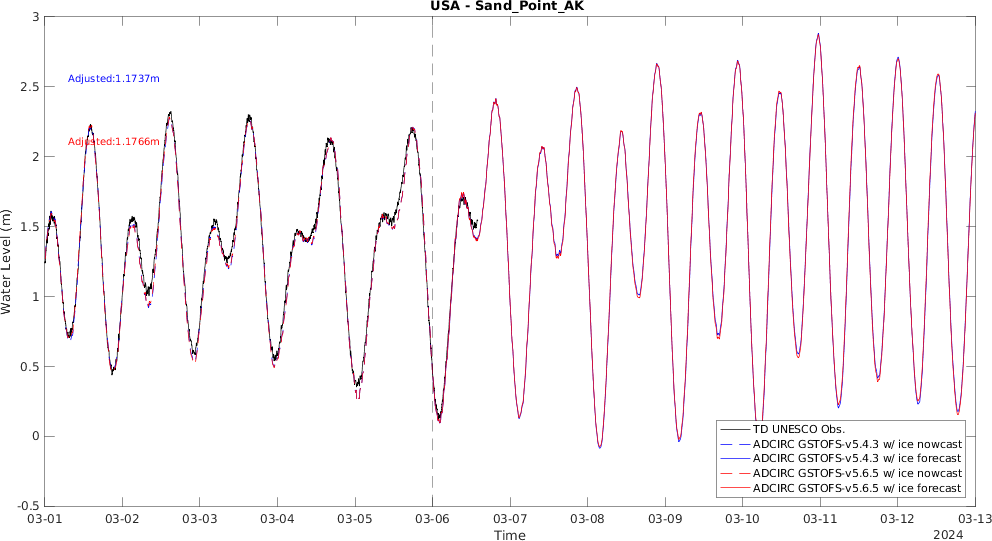 USA - Sand_Point_AK
3
2.5
2
1.5
1
0.5
0
-0.5
Water Level (m)
Adjusted:1.1737m
Adjusted:1.1766m
TD UNESCO Obs.
ADCIRC GSTOFS-v5.4.3 w/ ice nowcast
ADCIRC GSTOFS-v5.4.3 w/ ice forecast
ADCIRC GSTOFS-v5.6.5 w/ ice nowcast
ADCIRC GSTOFS-v5.6.5 w/ ice forecast
03-01 03-02 03-03 03-04 03-05 03-06 03-07 03-08 03-09 03-10 03-11 03-12 03-13
Time
2024